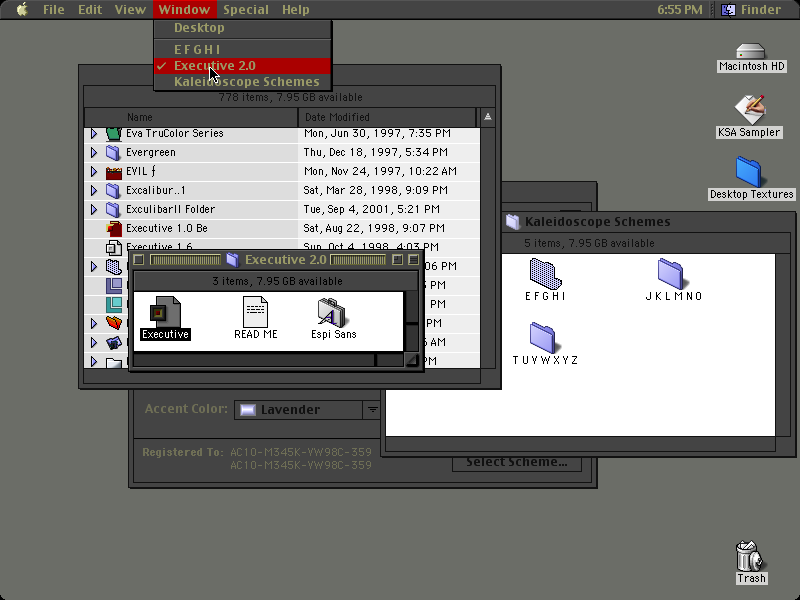 File Edit View Window Special Help 6:55 PM Finder
Desktop
E F G H I
Executive 2.0
Kaleidoscope Schemes
778 items, 7.95 GB available
Name Date Modified
Eva TruColor Series Mon, Jun 30, 1997, 7:35 PM
Evergreen Thu, Dec 18, 1997, 5:34 PM
EVIL ƒ Mon, Nov 24, 1997, 10:22 AM
Excalibur..1 Sat, Mar 28, 1998, 9:09 PM
ExculibarII Folder Tue, Sep 4, 2001, 5:21 PM
Executive 1.0 Be Sat, Aug 22, 1998, 9:07 PM
Executive 1.6 Sun, Oct 4, 1998, 4:03 PM
06 PM
PM
PM
PM
AM
PM
Executive 2.0
3 items, 7.95 GB available
Executive
READ ME
Espi Sans
Kaleidoscope Schemes
5 items, 7.95 GB available
E F G H I
J K L M N O
T U V W X Y Z
Accent Color: Lavender
Registered To: AC10-M345K-YW98C-359
AC10-M345K-YW98C-359
Select Scheme...
Macintosh HD
KSA Sampler
Desktop Textures
Trash